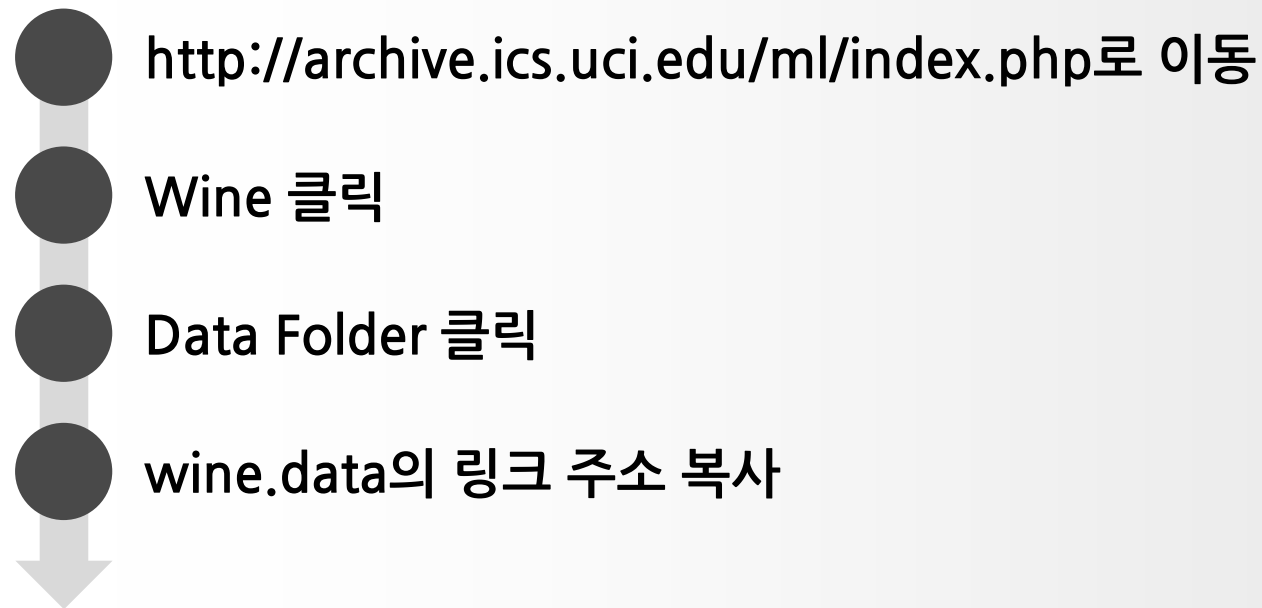 http://archive.ics.uci.edu/ml/index.php로 이동
Wine 클릭
Data Folder 클릭
wine.data의 링크 주소 복사